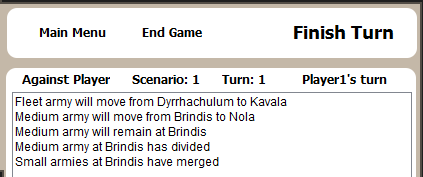 Main Menu End Game Finish Turn
Against Player Scenario: 1 Turn: 1 Player1's turn
Fleet army will move from Dyrrhachulum to Kavala
Medium army will move from Brindis to Nola
Medium army will remain at Brindis
Medium army at Brindis has divided
Small armies at Brindis have merged